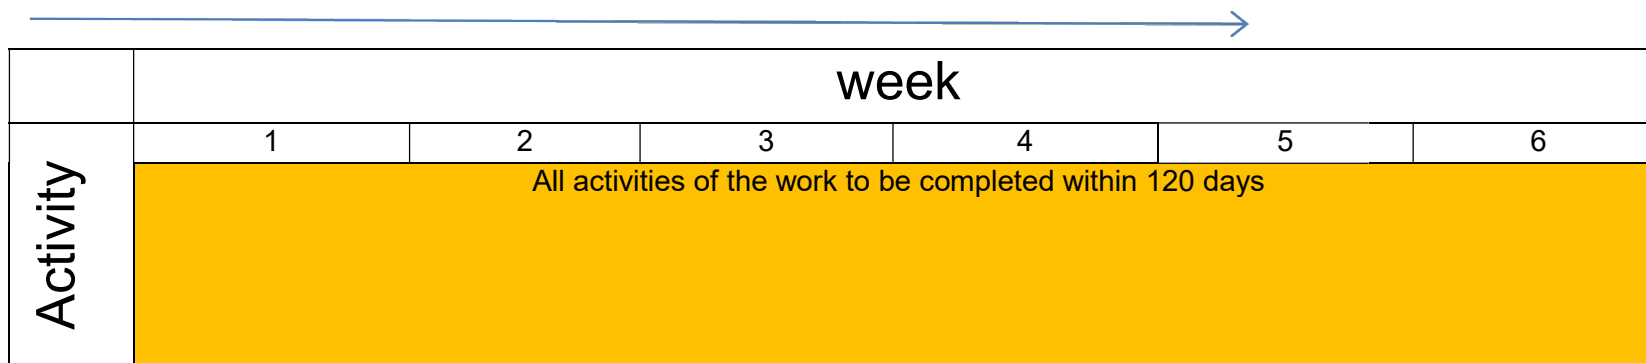 week
1 2 3 4 5 6
Activity
All activities of the work to be completed within 120 days